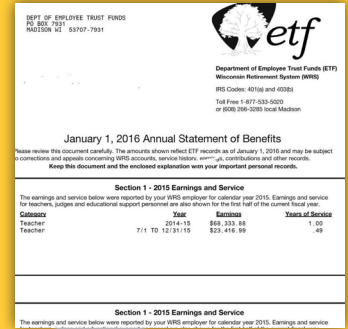 DEPT OF EMPLOYEE TRUST FUNDS
PO BOX 7931
MADISON WI 53707-7931
etf
Department of Employee Trust Funds (ETF)
Wisconsin Retirement System (WRS)
IRS Codes: 401(a) and 403(b)
Toll Free 1-877-533-5020
or (608) 266-3285 local Madison
January 1, 2016 Annual Statement of Benefits
Please review this document carefully. The amounts shown reflect ETF records as of January 1, 2016 and may be subject
to corrections and appeals concerning WRS accounts, service history, contributions and other records.
Keep this document and the enclosed explanation with your important personal records.
Section 1 - 2015 Earnings and Service
The earnings and service below were reported by your WRS employer for calendar year 2015. Earnings and service
for teachers, judges and educational support personnel are also shown for the first half of the current fiscal year.
Category Year Earnings Years of Service
Teacher 2014-15 $68,333.88 1.00
Teacher 7/1 TO 12/31/15 $23,416.99 .49
Section 1 - 2015 Earnings and Service
The earnings and service below were reported by your WRS employer for calendar year 2015. Earnings and service